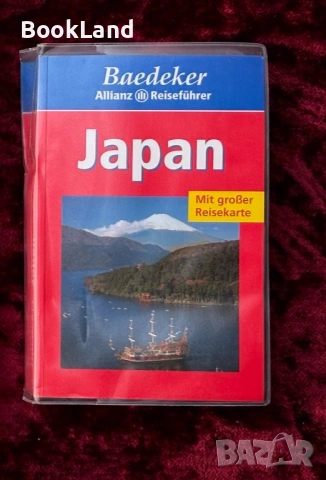 BookLand
Baedeker
Allianz Reiseführer
Japan
Mit großer
Reisekarte
BAZAR